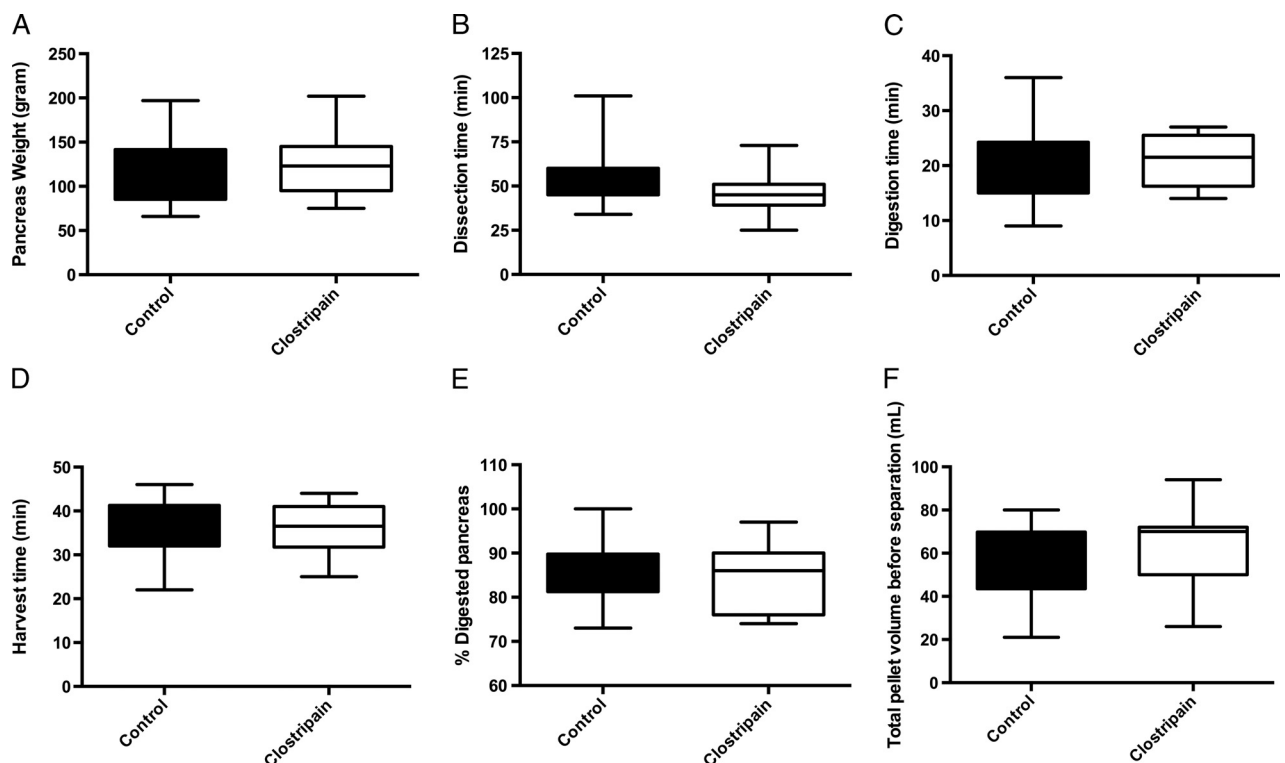 A
Pancreas Weight (gram)
250
200
150
100
50
0
Control
Clostripain
B
Dissection time (min)
125
100
75
50
25
0
Control
Clostripain
C
Digestion time (min)
40
30
20
10
0
Control
Clostripain
D
Harvest time (min)
50
40
30
20
10
0
Control
Clostripain
E
% Digested pancreas
110
100
90
80
70
60
Control
Clostripain
F
Total pellet volume before separation (mL)
100
80
60
40
20
0
Control
Clostripain